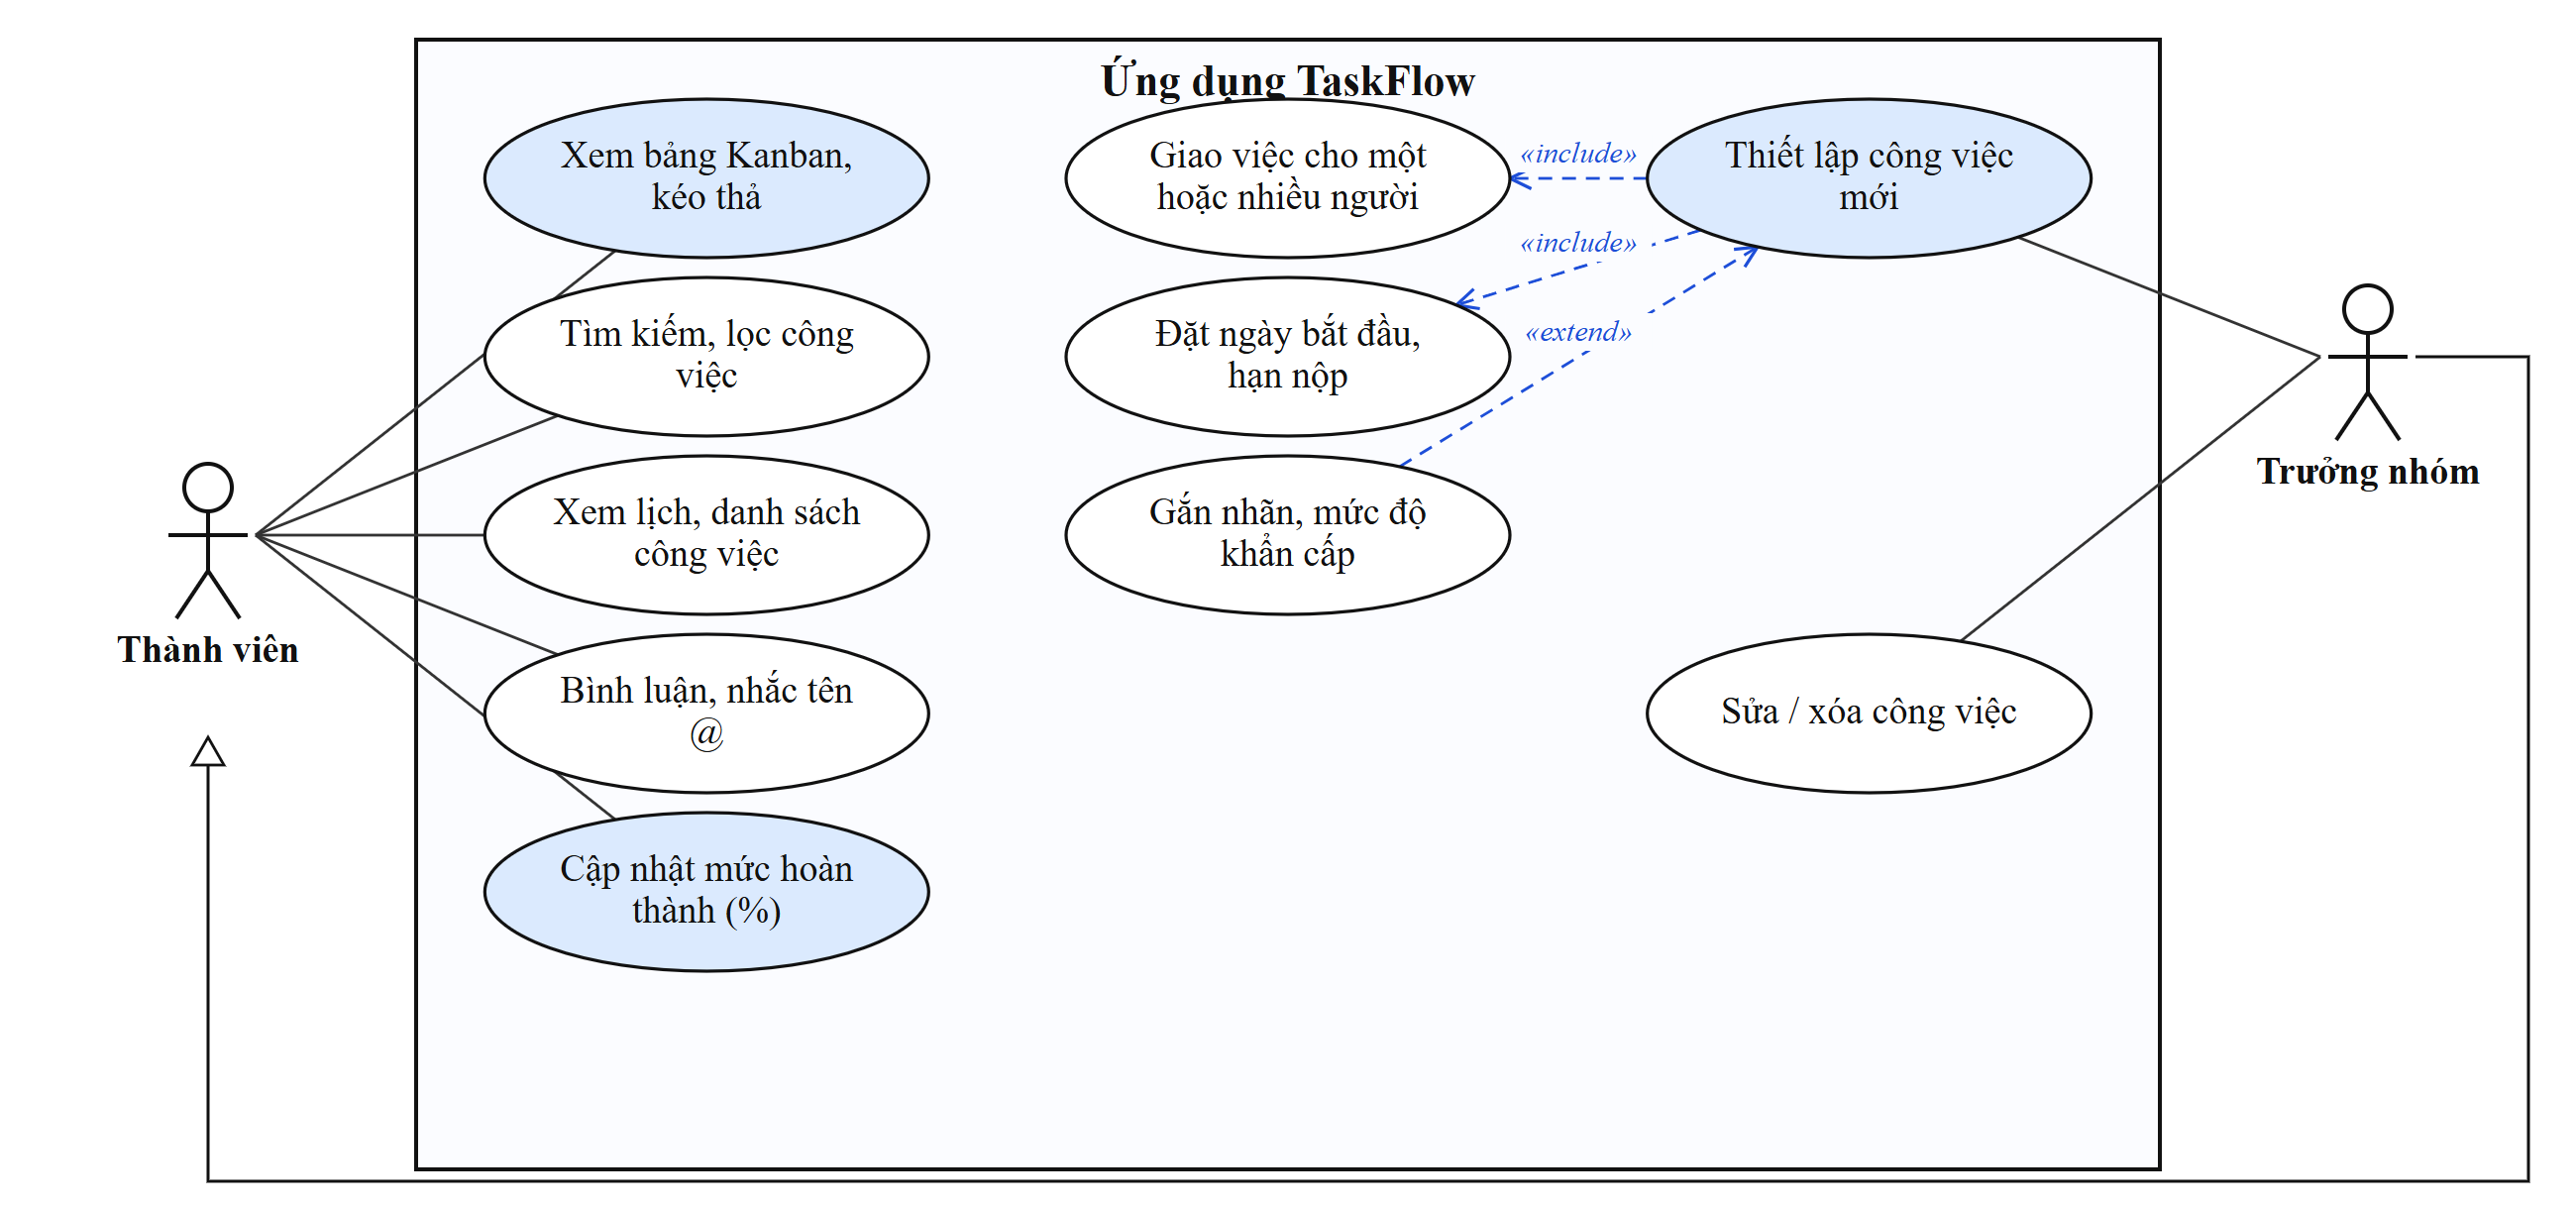 Ứng dụng TaskFlow
Xem bảng Kanban,
kéo thả
Giao việc cho một
hoặc nhiều người
«include»
Thiết lập công việc
mới
«include»
Tìm kiếm, lọc công
việc
Đặt ngày bắt đầu,
hạn nộp
«extend»
Trưởng nhóm
Xem lịch, danh sách
công việc
Gắn nhãn, mức độ
khẩn cấp
Thành viên
Bình luận, nhắc tên
@
Sửa / xóa công việc
Cập nhật mức hoàn
thành (%)